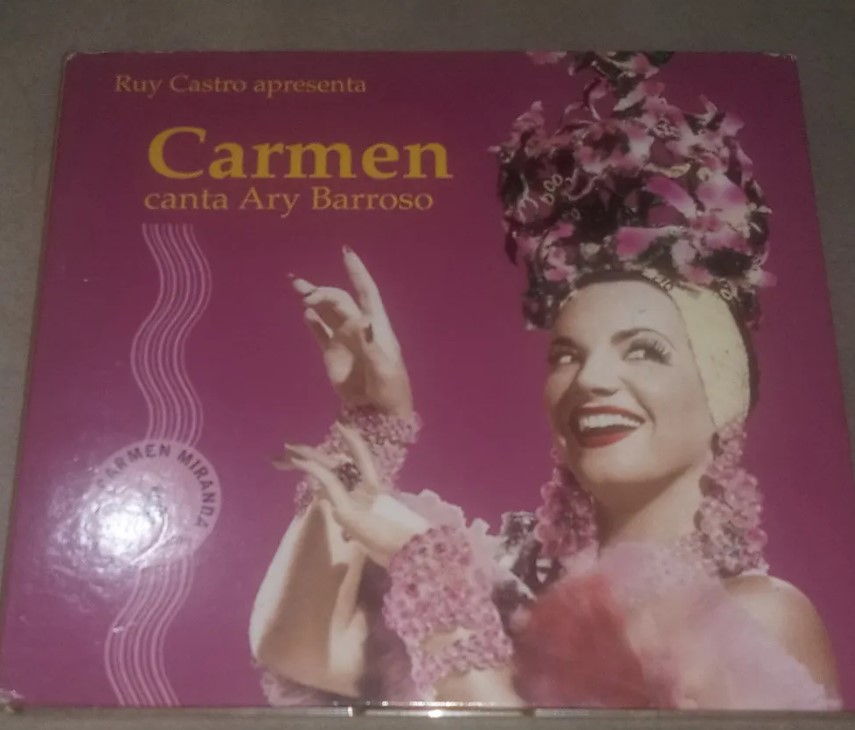 Ruy Castro apresenta
Carmen
canta Ary Barroso
CARMEN MIRANDA